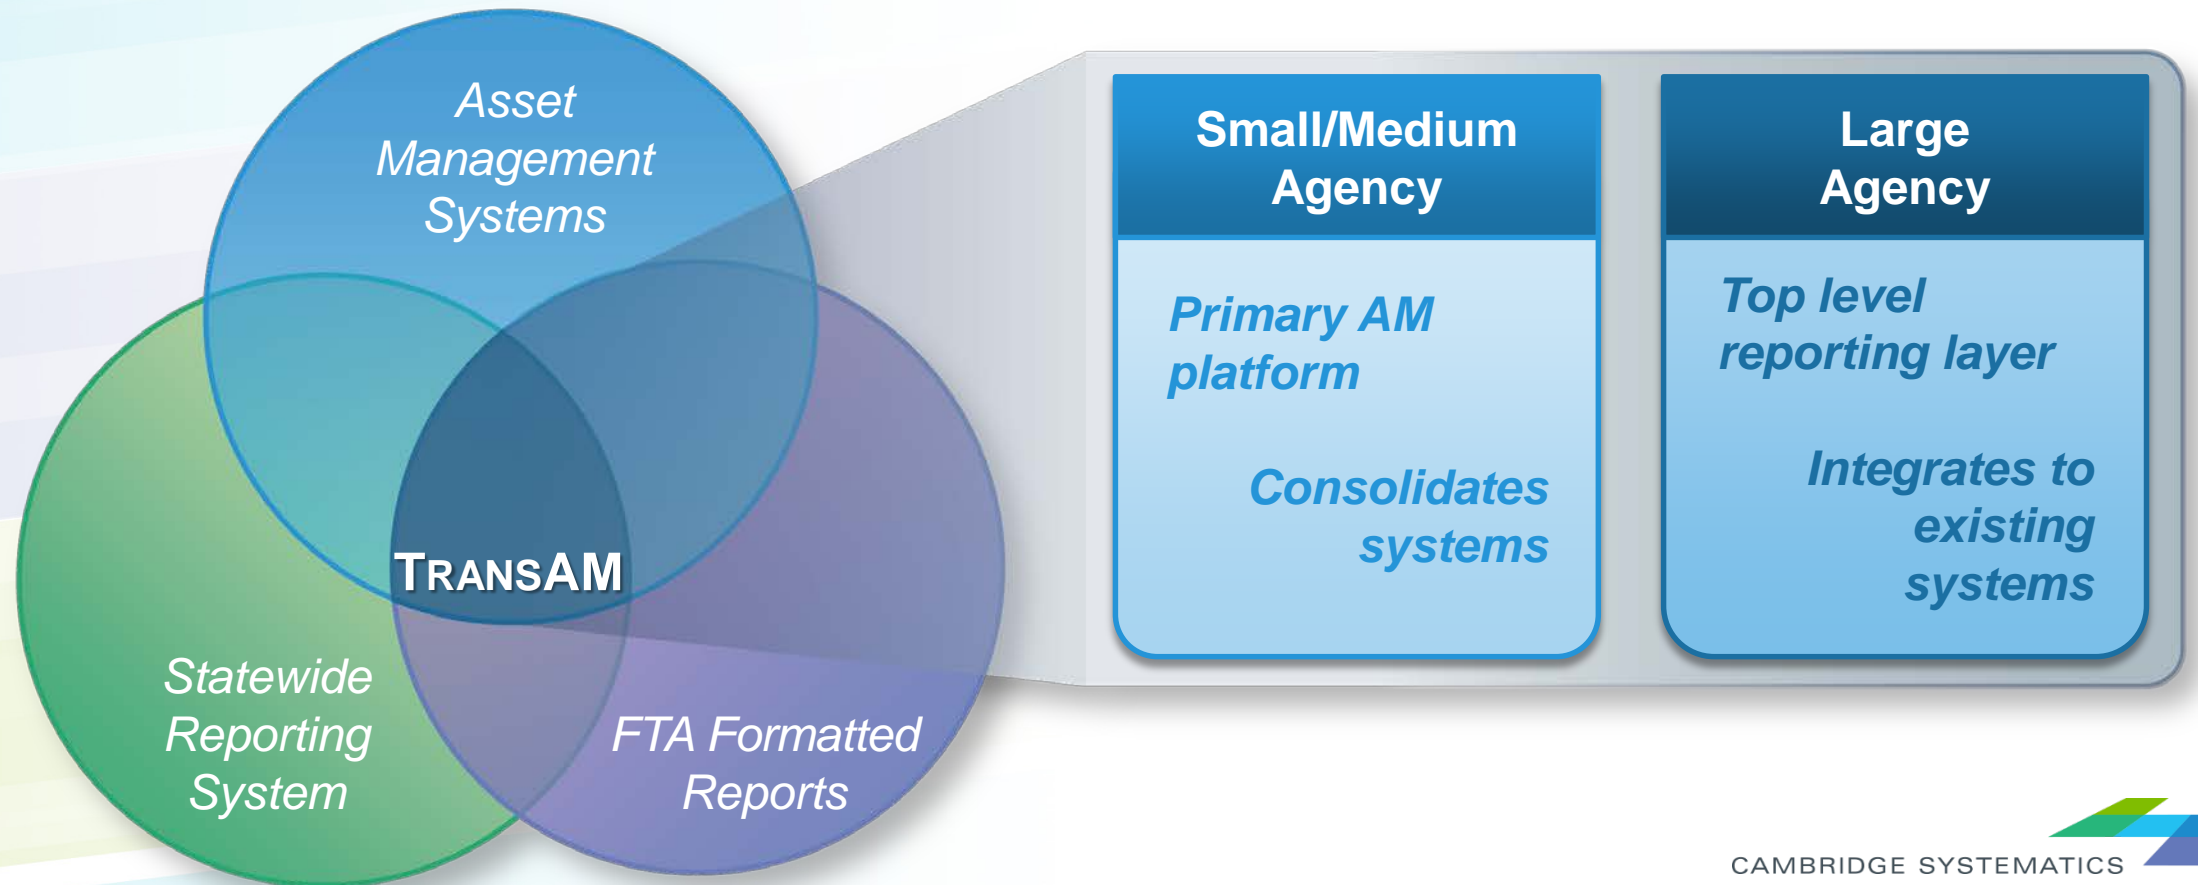 Asset
Management
Systems
TRANSAM
Statewide
Reporting
System
FTA Formatted
Reports
Small/Medium
Agency
Primary AM
platform
Consolidates
systems
Large
Agency
Top level
reporting layer
Integrates to
existing
systems
CAMBRIDGE SYSTEMATICS